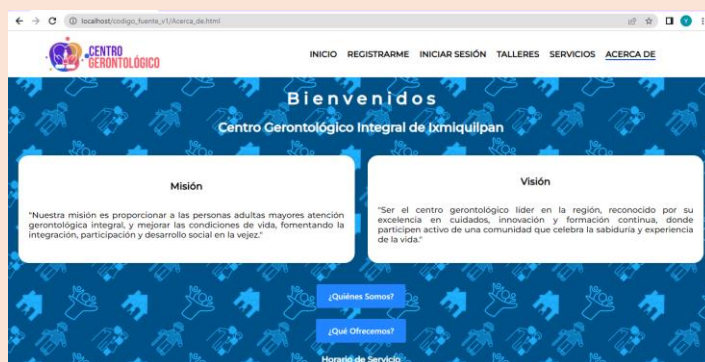 localhost/codigo_fuente_v1/Acerca_de.html
CENTRO
GERONTOLÓGICO
INICIO REGISTRARME INICIAR SESIÓN TALLERES SERVICIOS ACERCA DE
Bienvenidos
Centro Gerontológico Integral de Ixmiquilpan
Misión
"Nuestra misión es proporcionar a las personas adultas mayores atención
gerontológica integral, y mejorar las condiciones de vida, fomentando la
integración, participación y desarrollo social en la vejez."
Visión
"Ser el centro gerontológico líder en la región, reconocido por su
excelencia en cuidados, innovación y formación continua, donde
participen activo de una comunidad que celebra la sabiduría y experiencia
de la vida."
¿Quiénes Somos?
¿Qué Ofrecemos?
Horario de Servicio